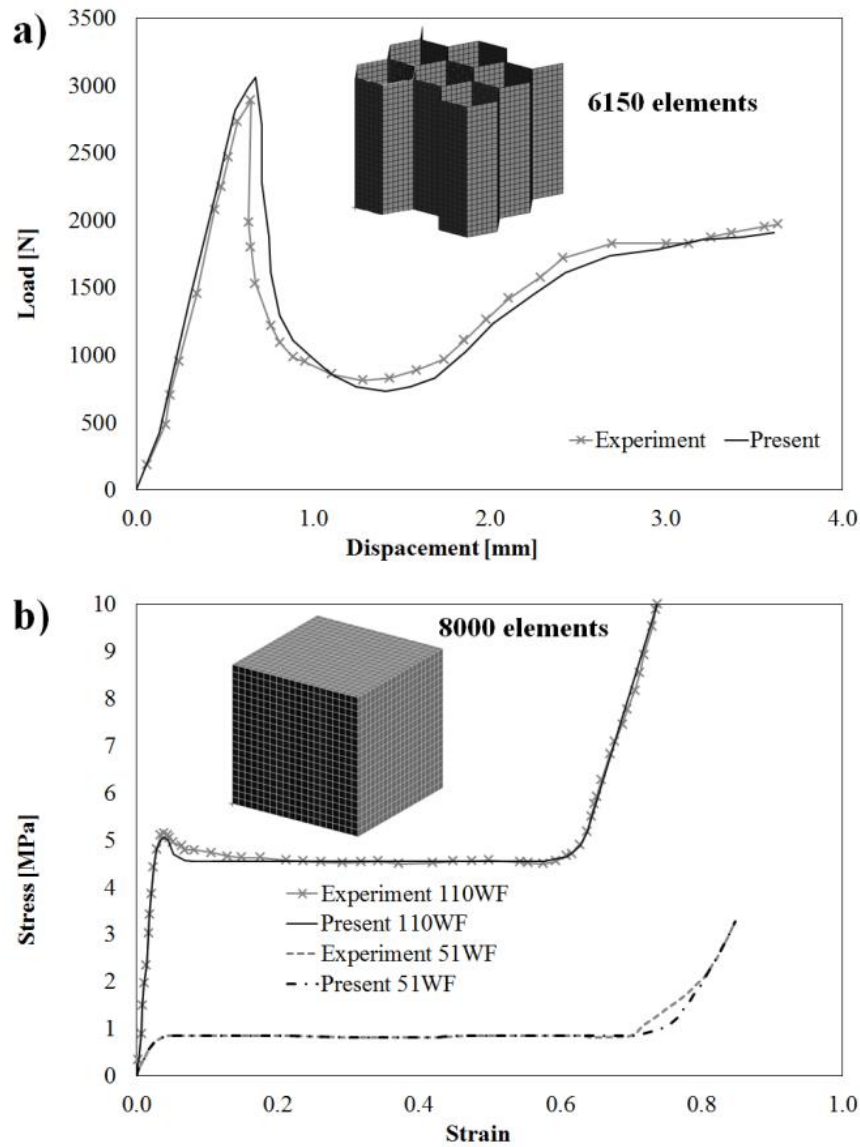 a)
3500
3000
2500
2000
1500
1000
500
0
Load [N]
6150 elements
Experiment
Present
0.0 1.0 2.0 3.0 4.0
Dispacement [mm]
b)
10
9
8
7
6
5
4
3
2
1
0
Stress [MPa]
8000 elements
Experiment 110WF
Present 110WF
Experiment 51WF
Present 51WF
0.0 0.2 0.4 0.6 0.8 1.0
Strain